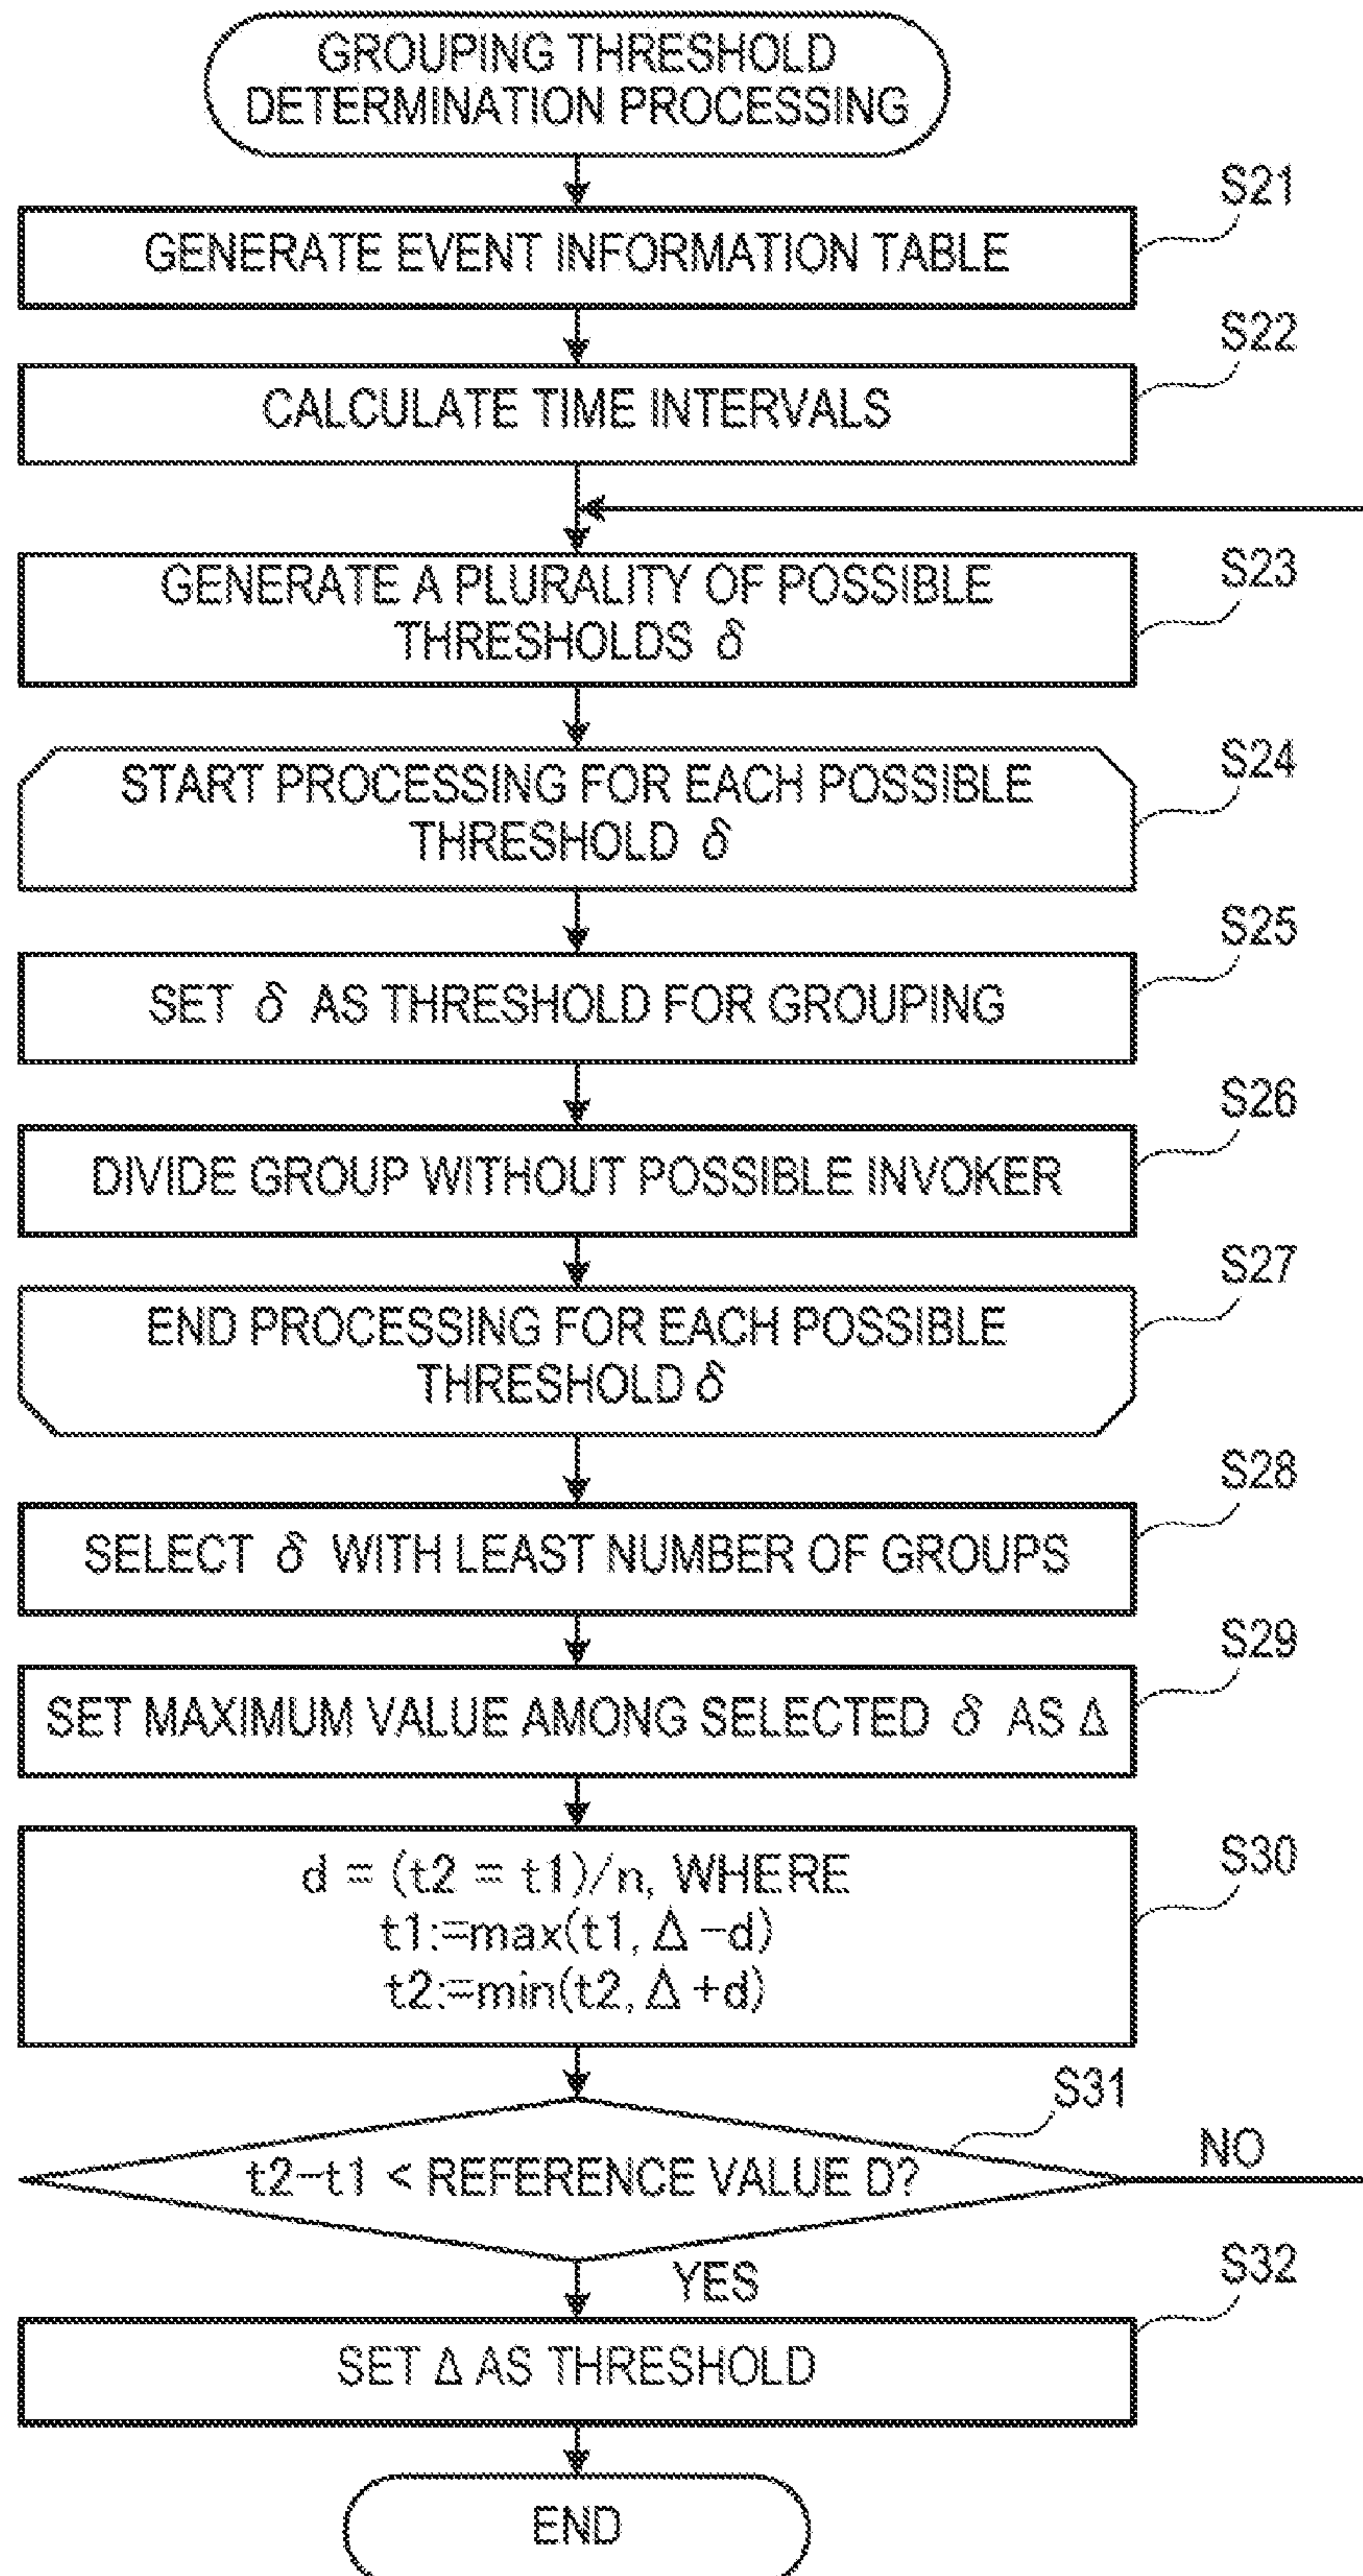 GROUPING THRESHOLD
DETERMINATION PROCESSING
S21
GENERATE EVENT INFORMATION TABLE
S22
CALCULATE TIME INTERVALS
S23
GENERATE A PLURALITY OF POSSIBLE
THRESHOLDS δ
S24
START PROCESSING FOR EACH POSSIBLE
THRESHOLD δ
S25
SET δ AS THRESHOLD FOR GROUPING
S26
DIVIDE GROUP WITHOUT POSSIBLE INVOKER
S27
END PROCESSING FOR EACH POSSIBLE
THRESHOLD δ
S28
SELECT δ WITH LEAST NUMBER OF GROUPS
S29
SET MAXIMUM VALUE AMONG SELECTED δ AS Δ
S30
d = (t2 = t1)/n, WHERE
t1:=max(t1, Δ-d)
t2:=min(t2, Δ+d)
S31
t2-t1 < REFERENCE VALUE D?
NO
YES
S32
SET Δ AS THRESHOLD
END